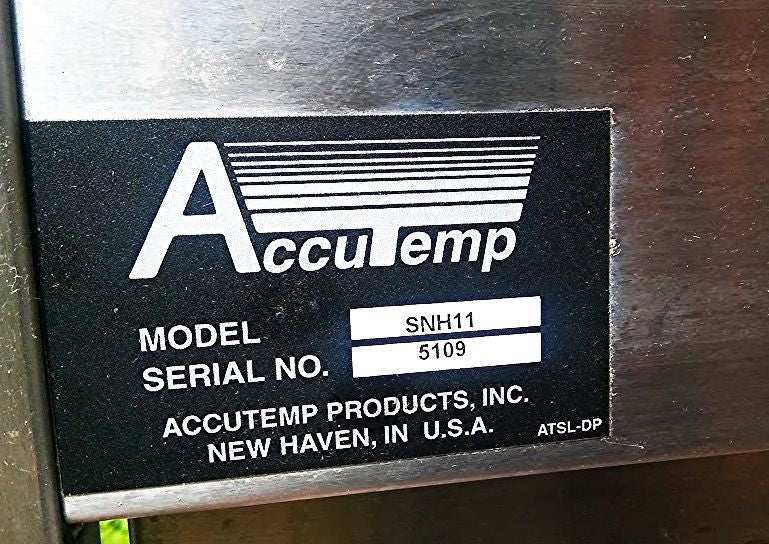 AccuTemp
MODEL SNH11
SERIAL NO. 5109
ACCUTEMP PRODUCTS, INC.
NEW HAVEN, IN U.S.A.
ATSL-DP